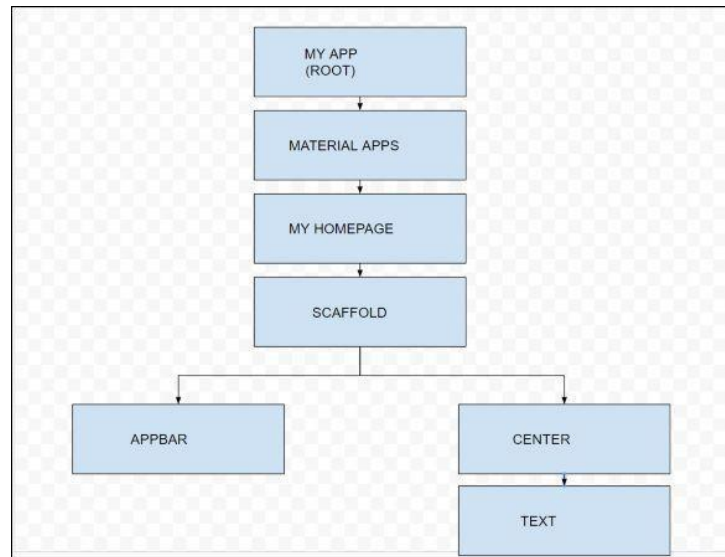 MY APP
(ROOT)
MATERIAL APPS
MY HOMEPAGE
SCAFFOLD
APPBAR
CENTER
TEXT